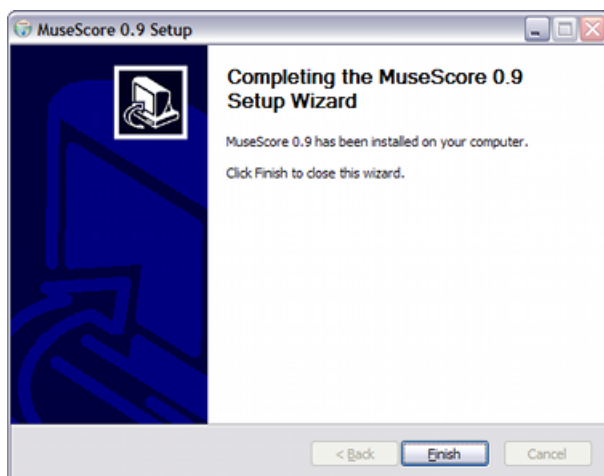 MuseScore 0.9 Setup
Completing the MuseScore 0.9
Setup Wizard
MuseScore 0.9 has been installed on your computer.
Click Finish to close this wizard.
< Back
Finish
Cancel